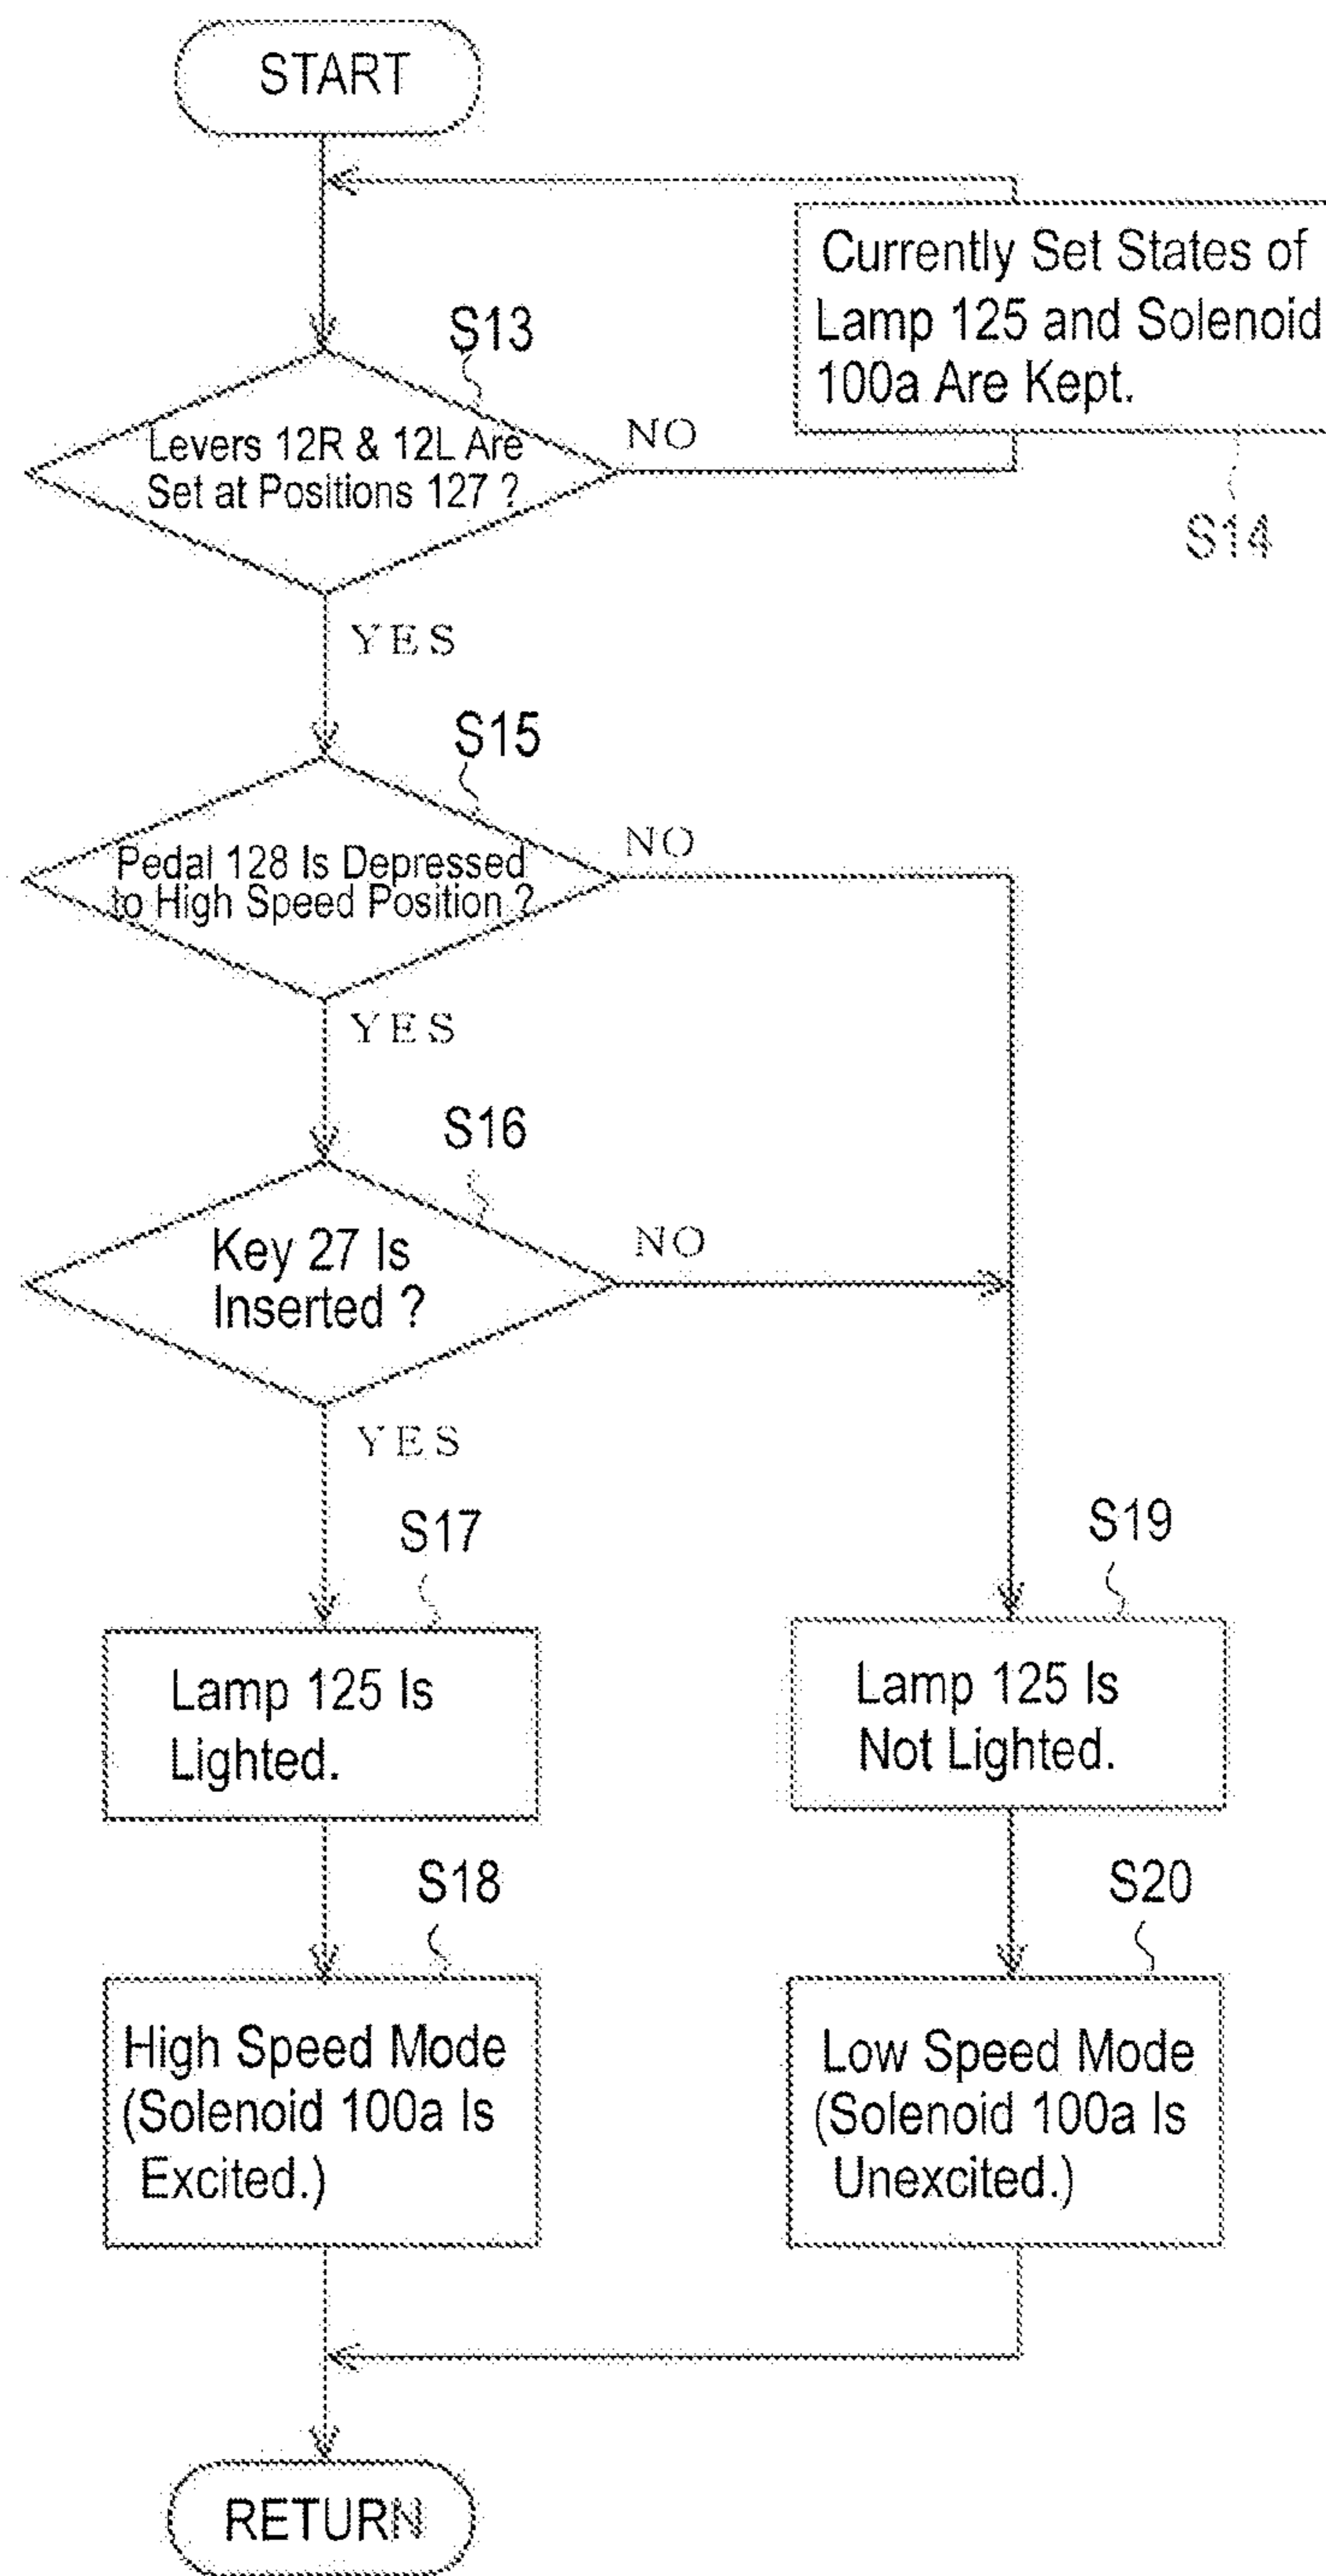 START
Currently Set States of
Lamp 125 and Solenoid
100a Are Kept.
S14
S13
Levers 12R & 12L Are
Set at Positions 127 ?
NO
YES
S15
Pedal 128 Is Depressed
to High Speed Position ?
NO
YES
S16
Key 27 Is
Inserted ?
NO
YES
S17
Lamp 125 Is
Lighted.
S19
Lamp 125 Is
Not Lighted.
S18
High Speed Mode
(Solenoid 100a Is
Excited.)
S20
Low Speed Mode
(Solenoid 100a Is
Unexcited.)
RETURN